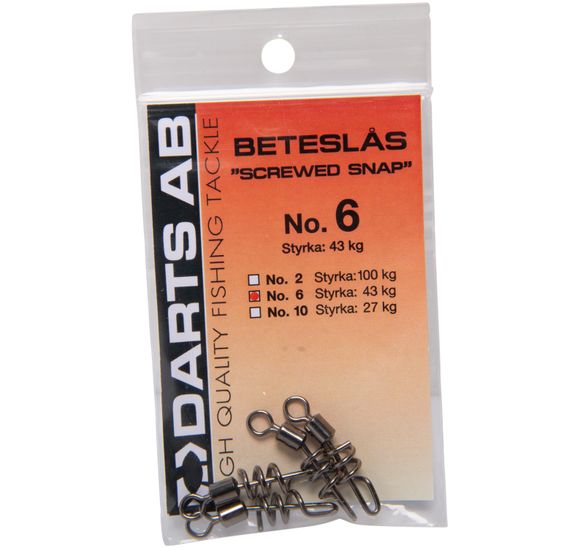 BETESLÅS
"SCREWED SNAP"
No. 6
Styrka: 43 kg
No. 2 Styrka: 100 kg
No. 6 Styrka: 43 kg
No. 10 Styrka: 27 kg
DARTS AB
QUALITY FISHING TACKLE